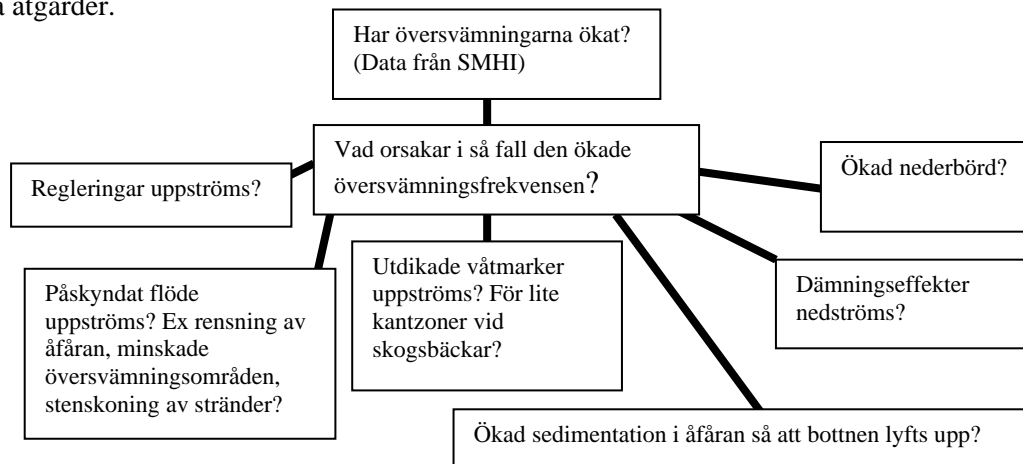 åtgärder.
Har översvämningarna ökat?
(Data från SMHI)
Vad orsakar i så fall den ökade
översvämningsfrekvensen?
Ökad nederbörd?
Regleringar uppströms?
Utdikade våtmarker
uppströms? För lite
kantzoner vid
skogsbäckar?
Dämningseffekter
nedströms?
Påskyndat flöde
uppströms? Ex rensning av
åfåran, minskade
översvämningsområden,
stenskoning av stränder?
Ökad sedimentation i åfåran så att bottnen lyfts upp?